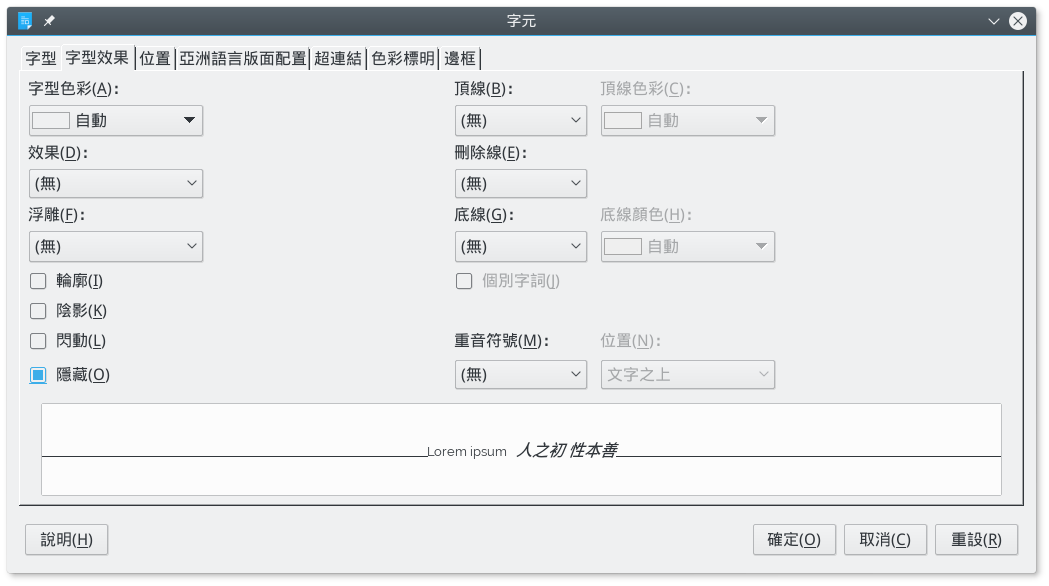 字元
字型 字型效果 位置 亞洲語言版面配置 超連結 色彩標明 邊框
字型色彩(A): 頂線(B): 頂線色彩(C):
自動 (無) 自動
效果(D): 刪除線(E):
(無) (無)
浮雕(F): 底線(G): 底線顏色(H):
(無) (無) 自動
輪廓(I) 個別字詞(J)
陰影(K)
閃動(L) 重音符號(M): 位置(N):
隱藏(O) (無) 文字之上
Lorem ipsum 人之初 性本善
說明(H) 確定(O) 取消(C) 重設(R)